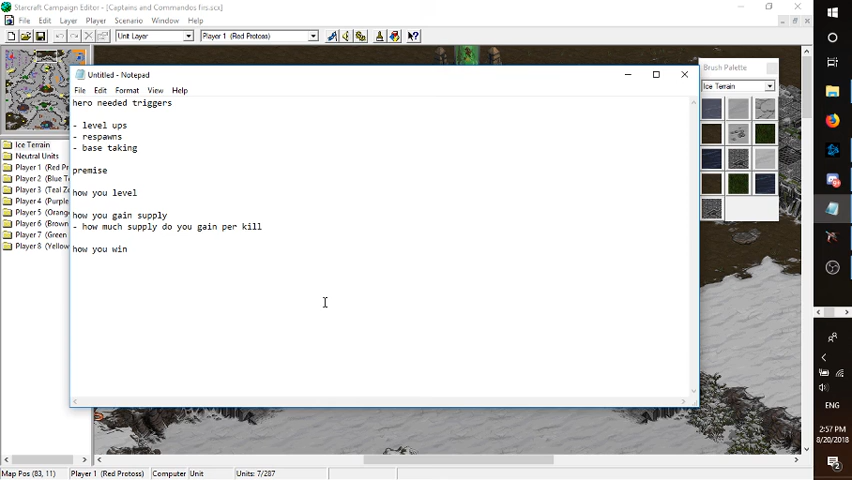 Starcraft Campaign Editor - [Captains and Commandos firs.scx]
File Edit Layer Player Scenario Window Help
Unit Layer
Player 1 (Red Protoss)
Untitled - Notepad
File Edit Format View Help
hero needed triggers
- level ups
- respawns
- base taking
premise
how you level
how you gain supply
- how much supply do you gain per kill
how you win
Brush Palette
Ice Terrain
Ice Terrain
Neutral Units
Player 1 (Red Pr
Player 2 (Blue T
Player 3 (Teal Z
Player 4 (Purple
Player 5 (Orang
Player 6 (Brown
Player 7 (Green
Player 8 (Yellow
ENG
2:57 PM
8/20/2018
2
Map Pos (83, 11) Player 1 (Red Protoss) Computer Unit Units: 7/287